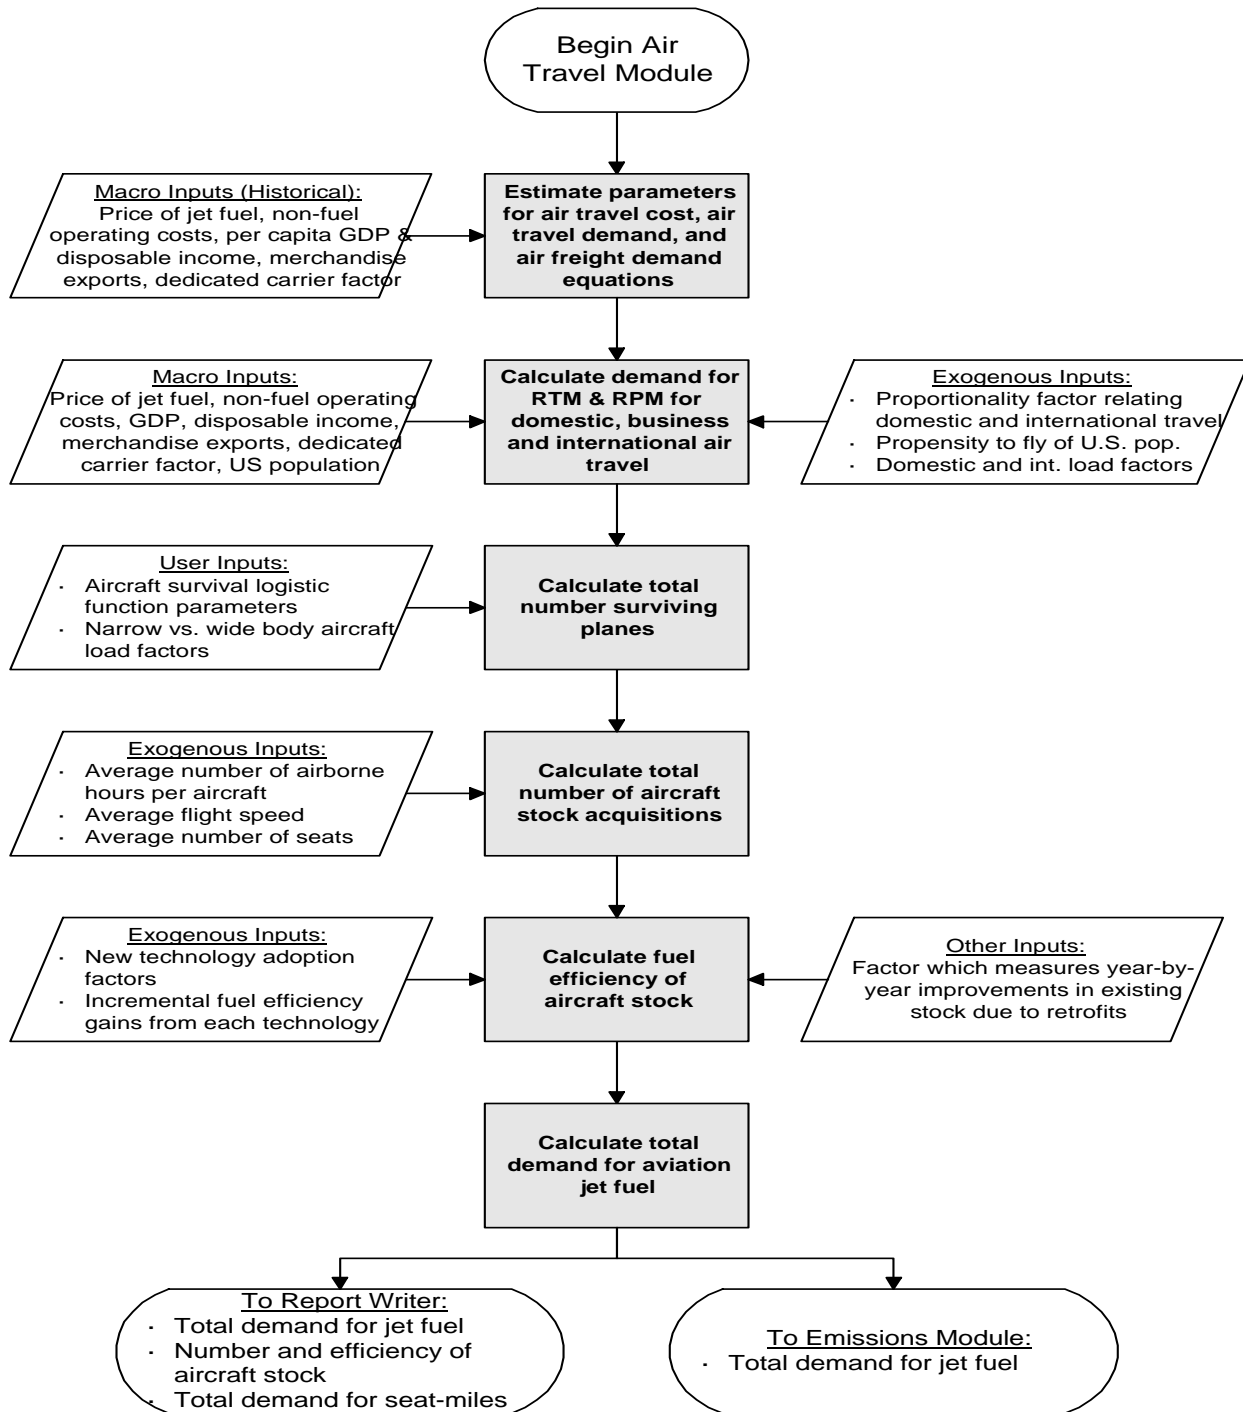 Begin Air
Travel Module
Macro Inputs (Historical):
Price of jet fuel, non-fuel
operating costs, per capita GDP &
disposable income, merchandise
exports, dedicated carrier factor
Estimate parameters
for air travel cost, air
travel demand, and
air freight demand
equations
Macro Inputs:
Price of jet fuel, non-fuel operating
costs, GDP, disposable income,
merchandise exports, dedicated
carrier factor, US population
Calculate demand for
RTM & RPM for
domestic, business
and international air
travel
Exogenous Inputs:
· Proportionality factor relating
domestic and international travel
· Propensity to fly of U.S. pop.
· Domestic and int. load factors
User Inputs:
· Aircraft survival logistic
function parameters
· Narrow vs. wide body aircraft
load factors
Calculate total
number surviving
planes
Exogenous Inputs:
· Average number of airborne
hours per aircraft
· Average flight speed
· Average number of seats
Calculate total
number of aircraft
stock acquisitions
Exogenous Inputs:
· New technology adoption
factors
· Incremental fuel efficiency
gains from each technology
Calculate fuel
efficiency of
aircraft stock
Other Inputs:
Factor which measures year-by-
year improvements in existing
stock due to retrofits
Calculate total
demand for aviation
jet fuel
To Report Writer:
· Total demand for jet fuel
· Number and efficiency of
aircraft stock
· Total demand for seat-miles
To Emissions Module:
· Total demand for jet fuel